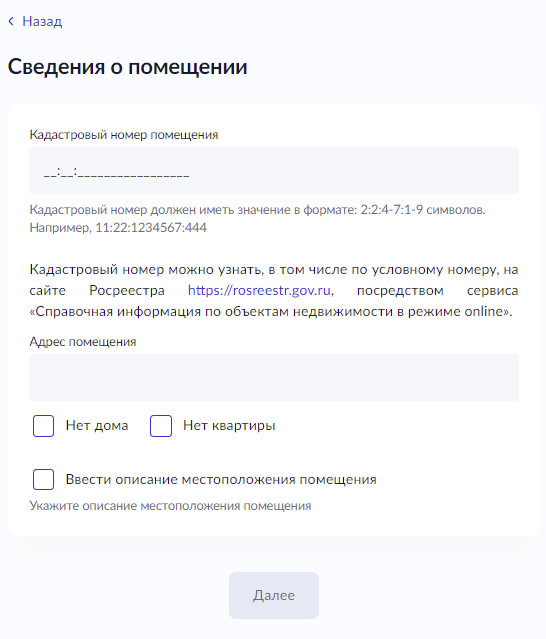 Назад
Сведения о помещении
Кадастровый номер помещения
__:__:_________________
Кадастровый номер должен иметь значение в формате: 2:2:4-7:1-9 символов.
Например, 11:22:1234567:444
Кадастровый номер можно узнать, в том числе по условному номеру, на
сайте Росреестра https://rosreestr.gov.ru, посредством сервиса
«Справочная информация по объектам недвижимости в режиме online».
Адрес помещения
Нет дома Нет квартиры
Ввести описание местоположения помещения
Укажите описание местоположения помещения
Далее